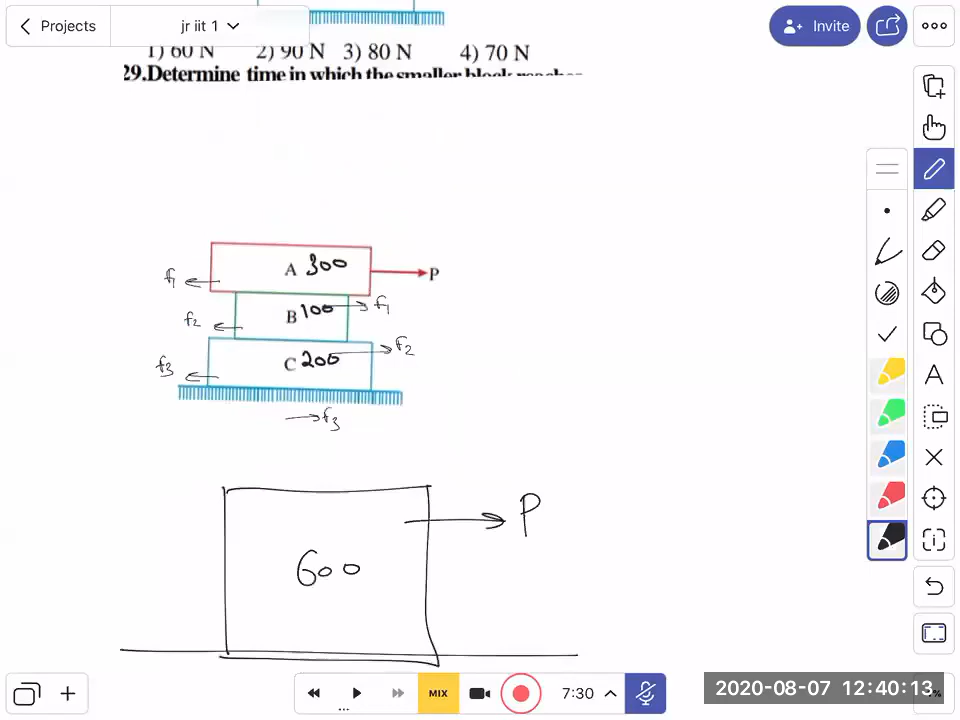 Projects
jr iit 1
Invite
1) 60 N 2) 90 N 3) 80 N 4) 70 N
29.Determine time in which the smaller block reaches
A 300
P
f1
B 100
f1
f2
C 200
f2
f3
f3
P
600
A
MIX
7:30
2020-08-07 12:40:13